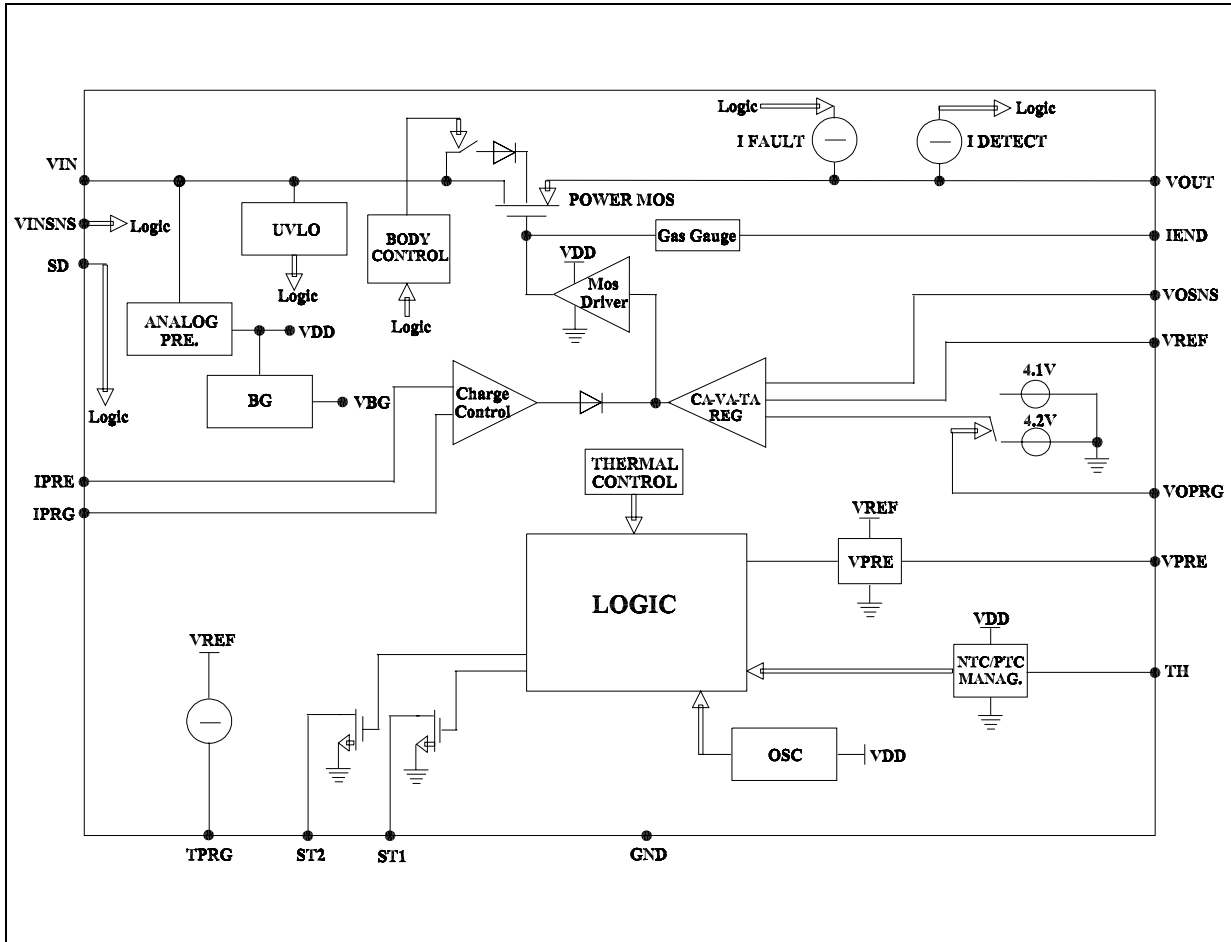 Logic
Logic
I FAULT
I DETECT
VIN
VOUT
POWER MOS
VINSNS
Logic
UVLO
BODY
CONTROL
Gas Gauge
IEND
SD
VDD
Mos
Driver
Logic
Logic
VOSNS
ANALOG
PRE.
VDD
VREF
4.1V
BG
VBG
Charge
Control
CA-VA-TA
REG
4.2V
Logic
THERMAL
CONTROL
IPRE
IPRG
VOPRG
VREF
VPRE
VPRE
LOGIC
VREF
VDD
NTC/PTC
MANAG.
TH
OSC
VDD
TPRG
ST2
ST1
GND